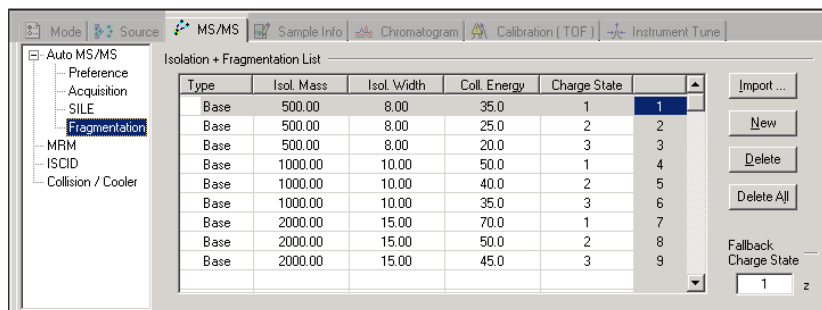 Mode Source MS/MS Sample Info Chromatogram Calibration ( TOF ) Instrument Tune
Auto MS/MS
Preference
Acquisition
SILE
Fragmentation
MRM
ISCID
Collision / Cooler
Isolation + Fragmentation List
Type Isol. Mass Isol. Width Coll. Energy Charge State
Base 500.00 8.00 35.0 1 1
Base 500.00 8.00 25.0 2 2
Base 500.00 8.00 20.0 3 3
Base 1000.00 10.00 50.0 1 4
Base 1000.00 10.00 40.0 2 5
Base 1000.00 10.00 35.0 3 6
Base 2000.00 15.00 70.0 1 7
Base 2000.00 15.00 50.0 2 8
Base 2000.00 15.00 45.0 3 9
Import ...
New
Delete
Delete All
Fallback
Charge State
1 z